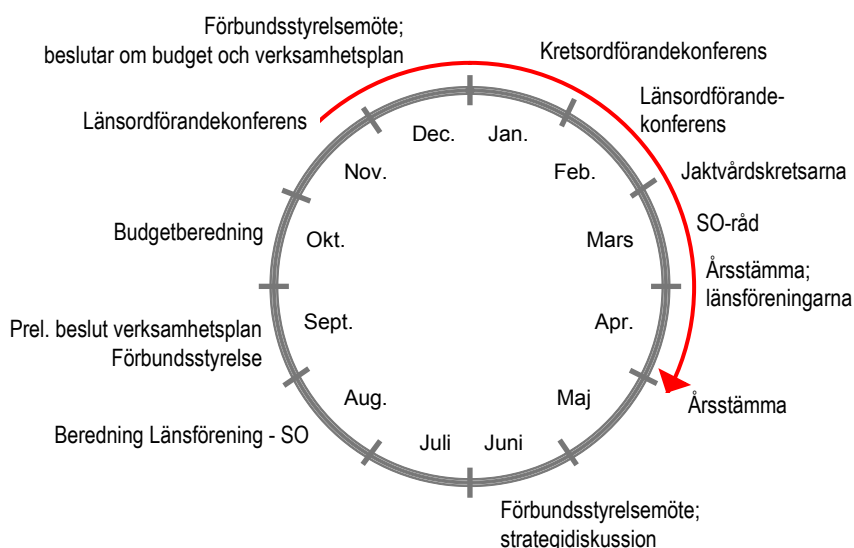 Förbundsstyrelsemöte;
beslutar om budget och verksamhetsplan
Kretsordförandekonferens
Länsordförande-
konferens
Länsordförandekonferens
Dec.
Jan.
Nov.
Feb.
Jaktvårdskretsarna
SO-råd
Budgetberedning
Okt.
Mars
Årsstämma;
länsföreningarna
Prel. beslut verksamhetsplan
Förbundsstyrelse
Sept.
Apr.
Aug.
Maj
Årsstämma
Beredning Länsförening - SO
Juli
Juni
Förbundsstyrelsemöte;
strategidiskussion